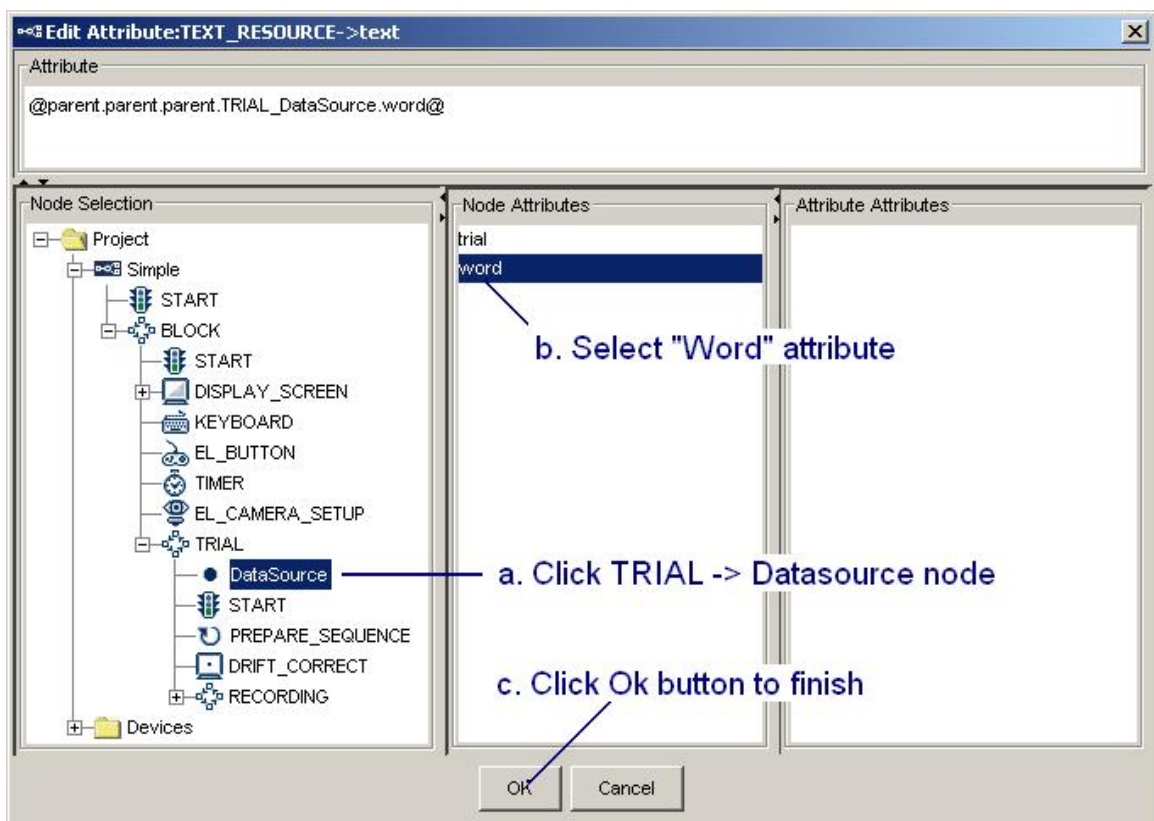 Edit Attribute:TEXT_RESOURCE->text
Attribute
@parent.parent.parent.TRIAL_DataSource.word@
Node Selection
Project
Simple
START
BLOCK
START
DISPLAY_SCREEN
KEYBOARD
EL_BUTTON
TIMER
EL_CAMERA_SETUP
TRIAL
DataSource
START
PREPARE_SEQUENCE
DRIFT_CORRECT
RECORDING
Devices
Node Attributes
trial
word
b. Select "Word" attribute
a. Click TRIAL -> Datasource node
c. Click Ok button to finish
Attribute Attributes
OK
Cancel